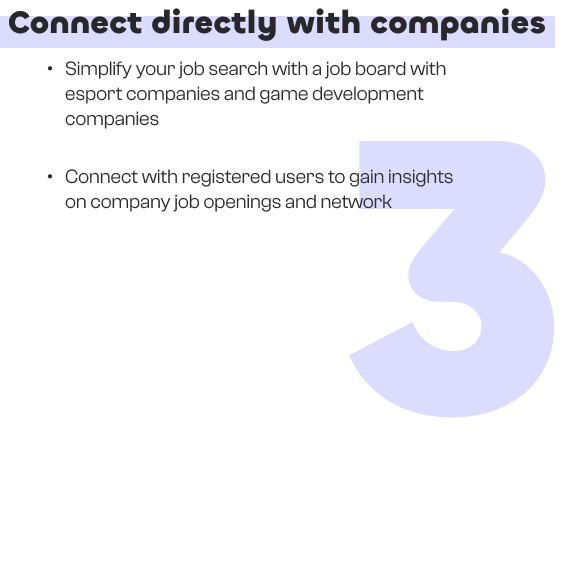 Connect directly with companies
• Simplify your job search with a job board with
esport companies and game development
companies
• Connect with registered users to gain insights
on company job openings and network
3